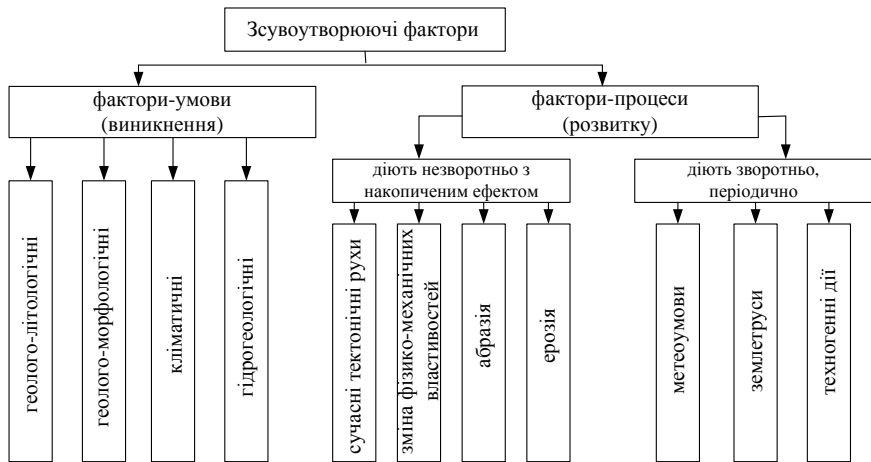 Зсувоутворюючі фактори
фактори-умови
(виникнення)
фактори-процеси
(розвитку)
діють незворотньо з
накопиченим ефектом
діють зворотньо,
періодично
геолого-літологічні
геолого-морфологічні
кліматичні
гідрогеологічні
сучасні тектонічні рухи
зміна фізико-механічних
властивостей
абразія
ерозія
метеоумови
землетруси
техногенні дії